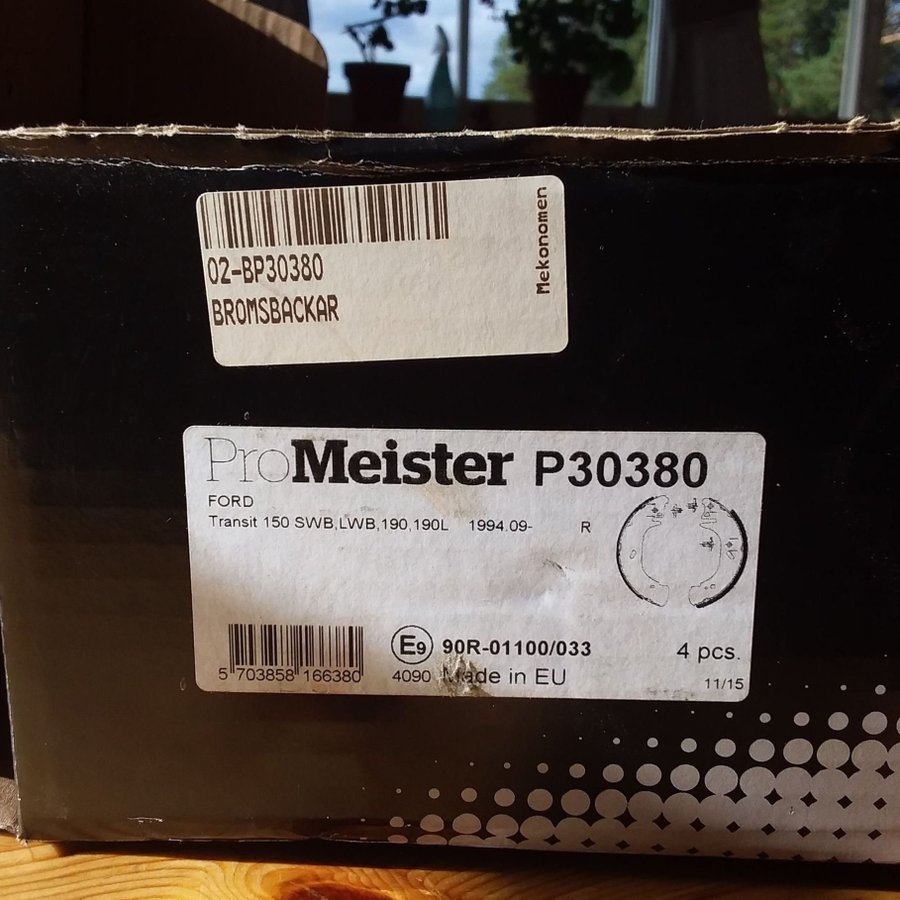 Mekonomen
02-BP30380
BROMSBACKAR
ProMeister P30380
FORD
Transit 150 SWB,LWB,190,190L 1994.09- R
5 703858 166380
E9 90R-01100/033 4 pcs.
4090 Made in EU 11/15